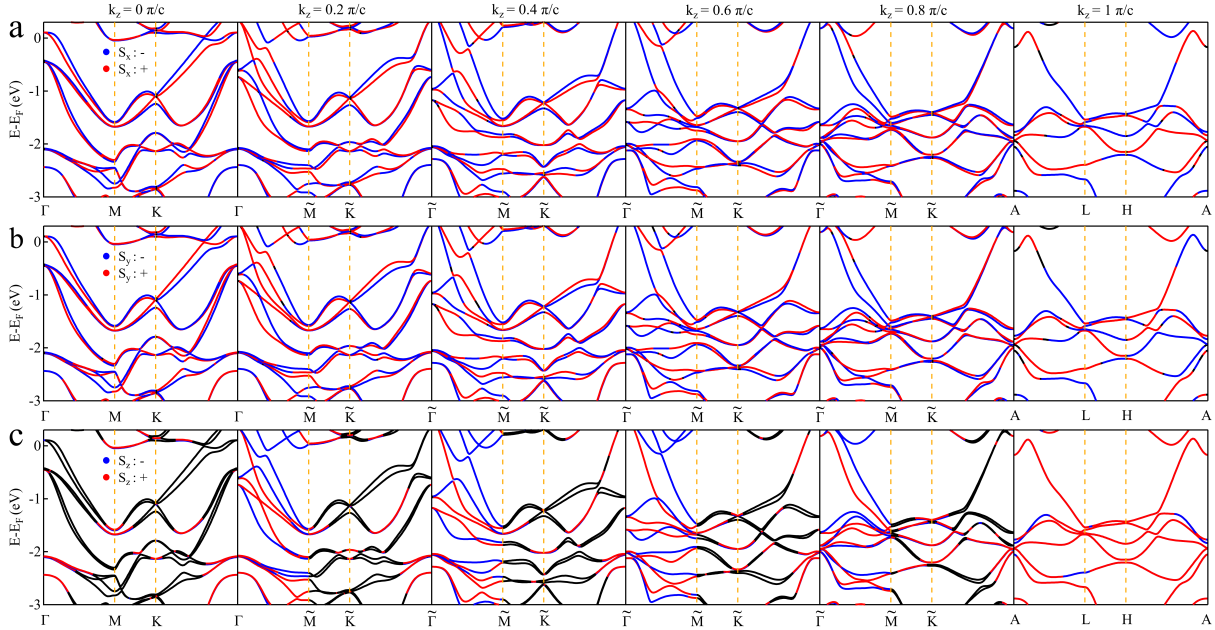 k_z = 0 π/c k_z = 0.2 π/c k_z = 0.4 π/c k_z = 0.6 π/c k_z = 0.8 π/c k_z = 1 π/c
a
0
S_x : -
S_x : +
E-E_F (eV)
-1
-2
-3
Γ M K Γ M̃ K̃ Γ̃ M̃ K̃ Γ̃ M̃ K̃ Γ̃ M̃ K̃ A L H A
b
0
S_y : -
S_y : +
E-E_F (eV)
-1
-2
-3
Γ M K Γ M̃ K̃ Γ̃ M̃ K̃ Γ̃ M̃ K̃ Γ̃ M̃ K̃ A L H A
c
0
S_z : -
S_z : +
E-E_F (eV)
-1
-2
-3
Γ M K Γ M̃ K̃ Γ̃ M̃ K̃ Γ̃ M̃ K̃ Γ̃ M̃ K̃ A L H A